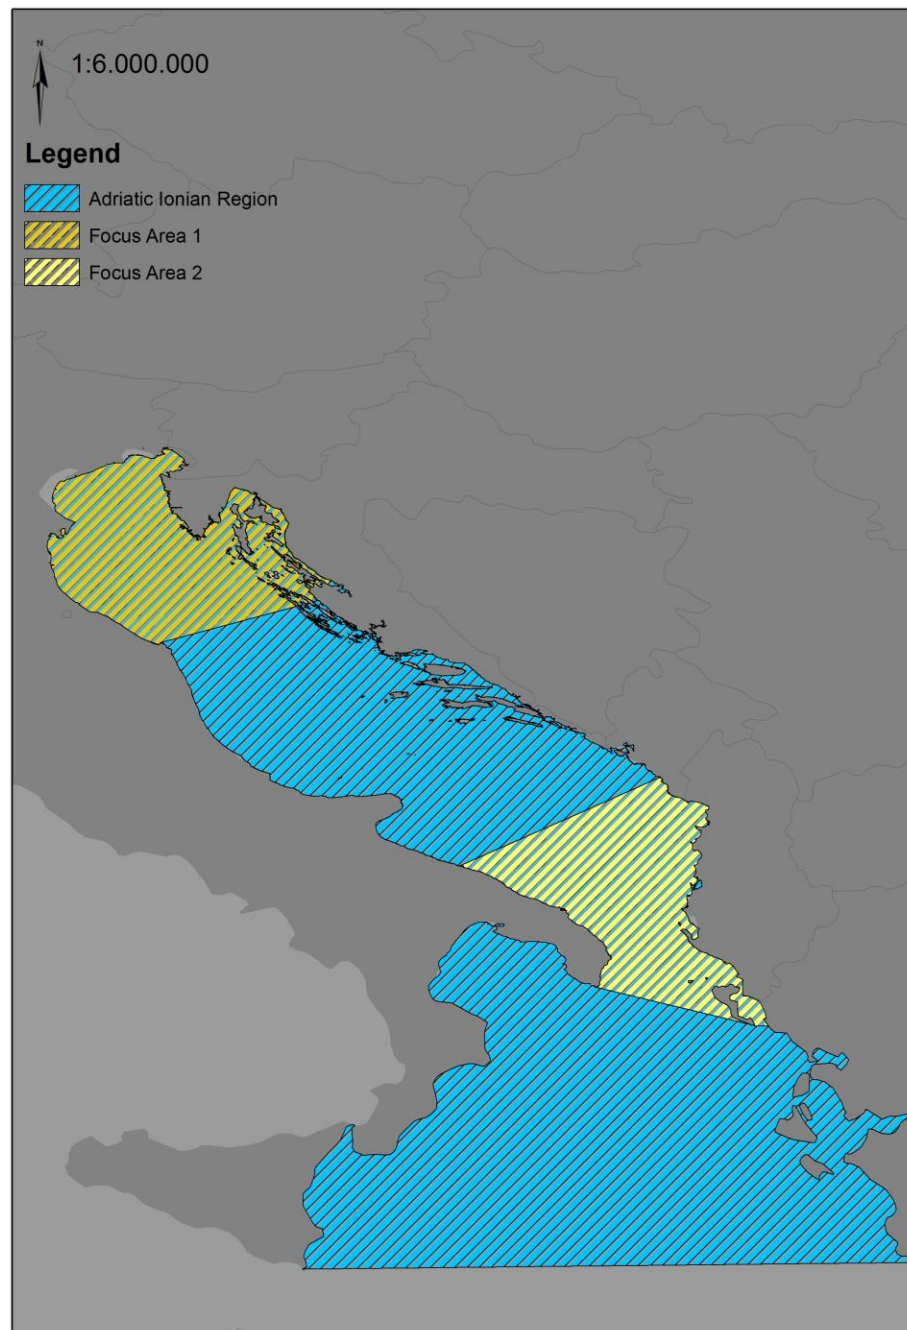 N
1:6.000.000
Legend
Adriatic Ionian Region
Focus Area 1
Focus Area 2